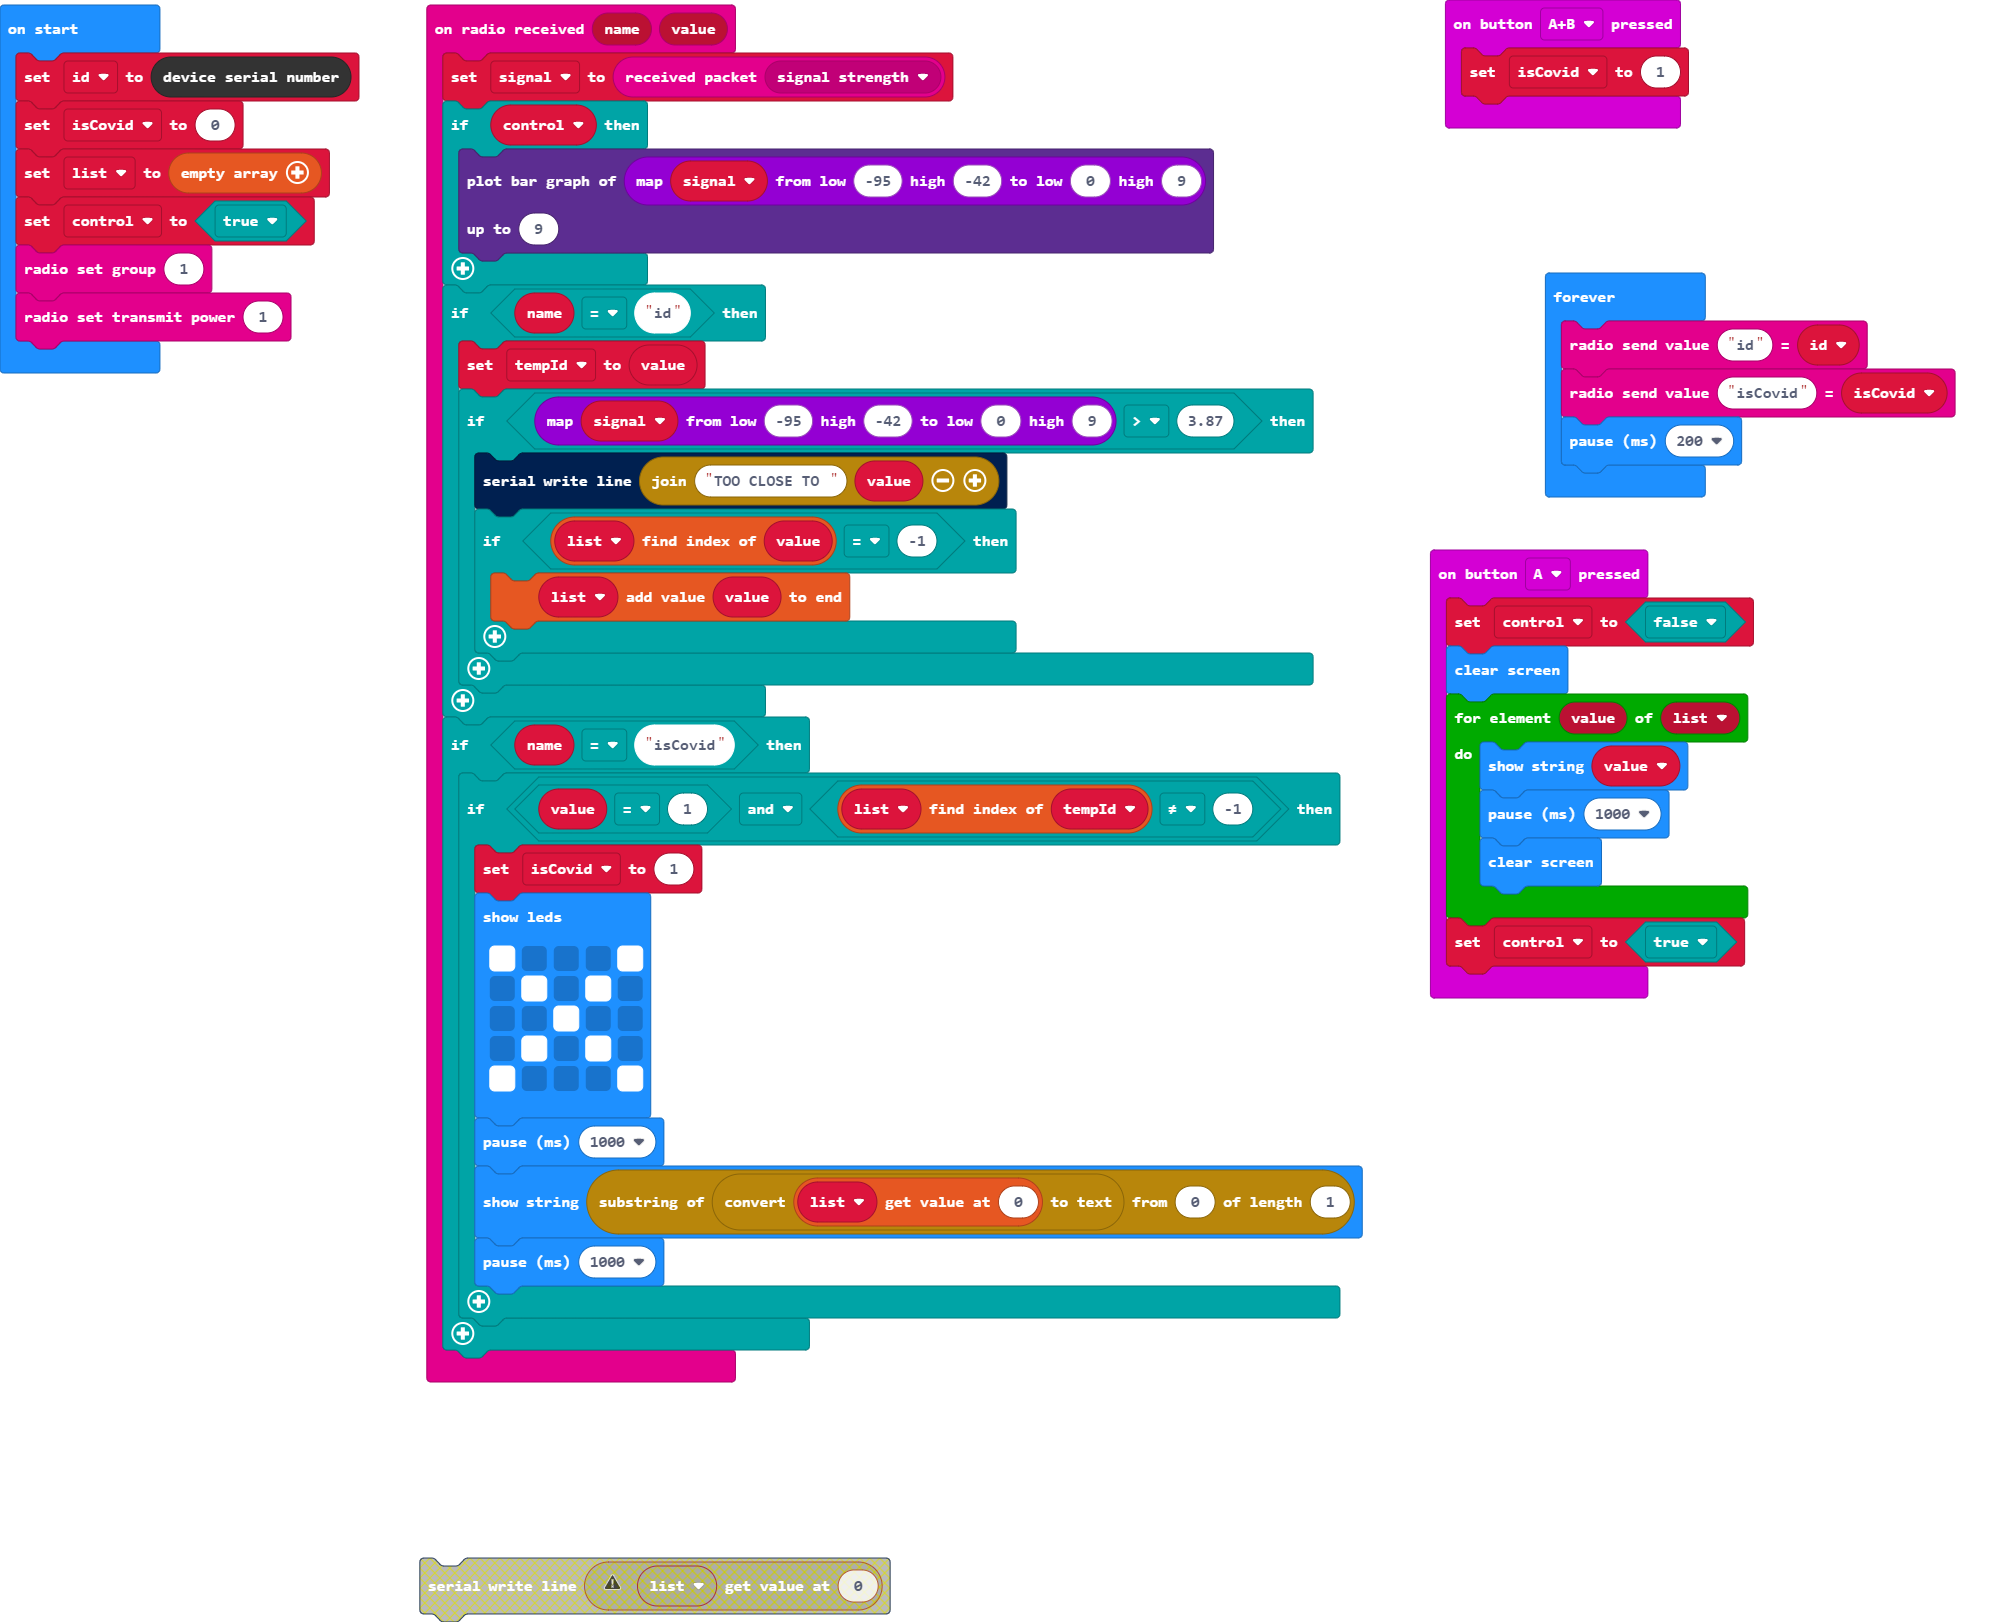 on start
set id to device serial number
set isCovid to 0
set list to empty array
set control to true
radio set group 1
radio set transmit power 1
on radio received name value
set signal to received packet signal strength
if control then
plot bar graph of map signal from low -95 high -42 to low 0 high 9
up to 9
if name = "id" then
set tempId to value
if map signal from low -95 high -42 to low 0 high 9 > 3.87 then
serial write line join "TOO CLOSE TO " value
if list find index of value = -1 then
list add value value to end
if name = "isCovid" then
if value = 1 and list find index of tempId ≠ -1 then
set isCovid to 1
show leds
pause (ms) 1000
show string substring of convert list get value at 0 to text from 0 of length 1
pause (ms) 1000
serial write line list get value at 0
on button A+B pressed
set isCovid to 1
forever
radio send value "id" = id
radio send value "isCovid" = isCovid
pause (ms) 200
on button A pressed
set control to false
clear screen
for element value of list
do
show string value
pause (ms) 1000
clear screen
set control to true